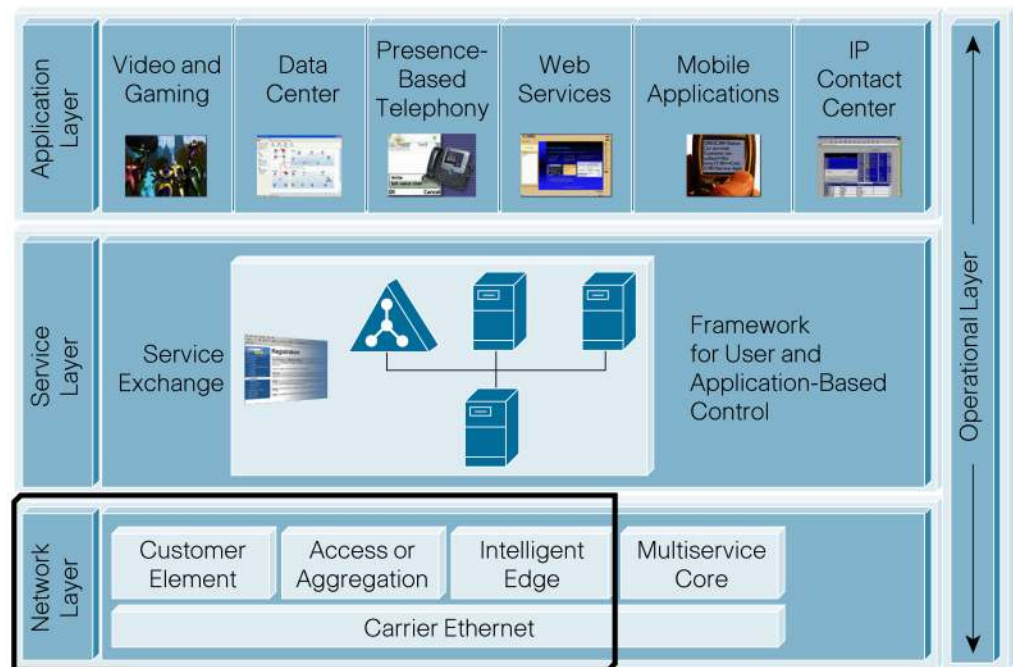 Application
Layer
Video and
Gaming
Data
Center
Presence-
Based
Telephony
Web
Services
Mobile
Applications
IP
Contact
Center
Service
Layer
Service
Exchange
Registration
Framework
for User and
Application-Based
Control
Operational Layer
Network
Layer
Customer
Element
Access or
Aggregation
Intelligent
Edge
Multiservice
Core
Carrier Ethernet